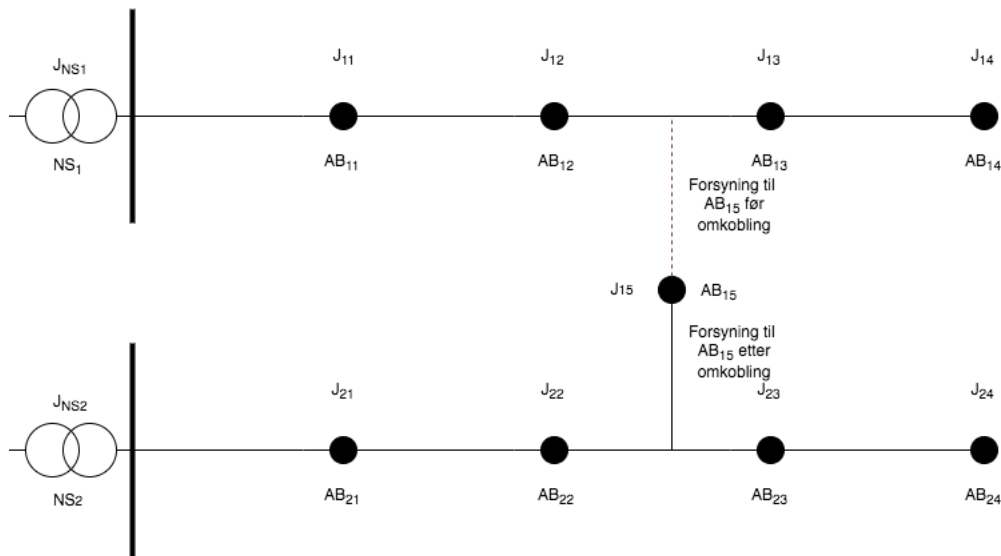 J11 J12 J13 J14
JNS1
NS1
AB11 AB12 AB13 AB14
Forsyning til
AB15 før
omkobling
J15 AB15
Forsyning til
AB15 etter
omkobling
J21 J22 J23 J24
JNS2
NS2
AB21 AB22 AB23 AB24